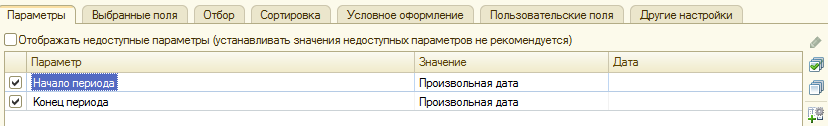 Параметры Выбранные поля Отбор Сортировка Условное оформление Пользовательские поля Другие настройки
Отображать недоступные параметры (устанавливать значения недоступных параметров не рекомендуется)
Параметр Значение Дата
Начало периода Произвольная дата
Конец периода Произвольная дата